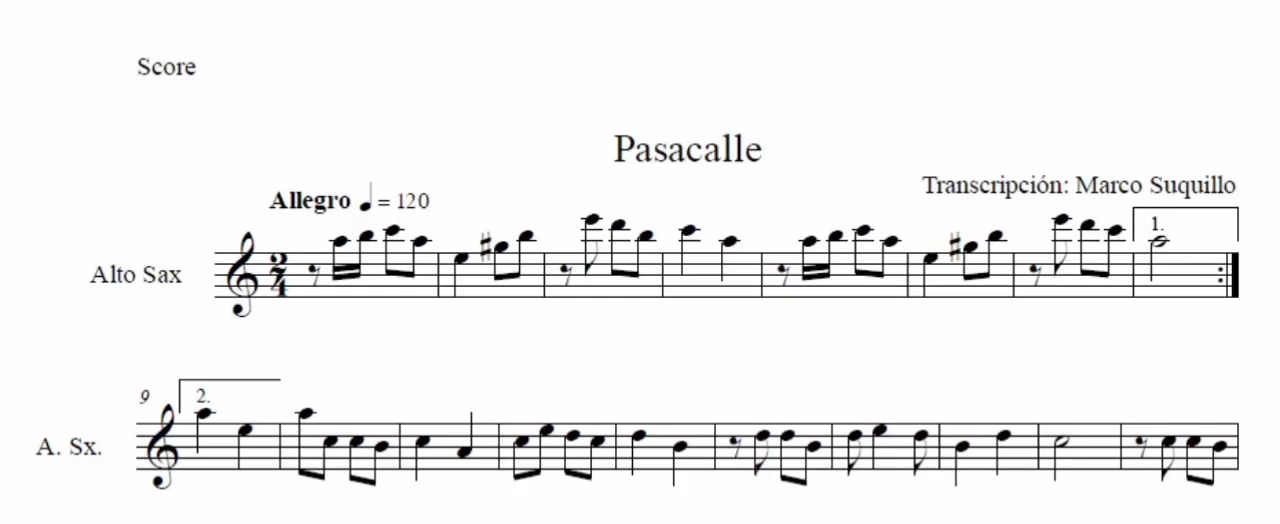 Score
Pasacalle
Transcripción: Marco Suquillo
Allegro ♩ = 120
1.
Alto Sax
2
4
9
2.
A. Sx.